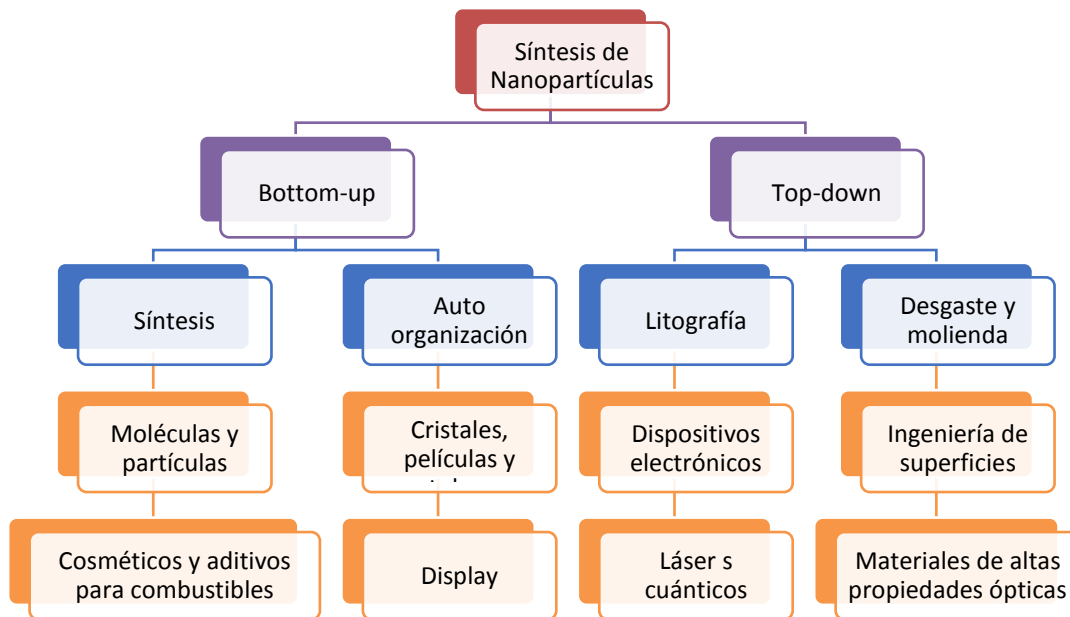 Síntesis de
Nanopartículas
Bottom-up
Top-down
Síntesis
Auto
organización
Litografía
Desgaste y
molienda
Moléculas y
partículas
Cristales,
películas y
Dispositivos
electrónicos
Ingeniería de
superficies
Cosméticos y aditivos
para combustibles
Display
Láser s
cuánticos
Materiales de altas
propiedades ópticas